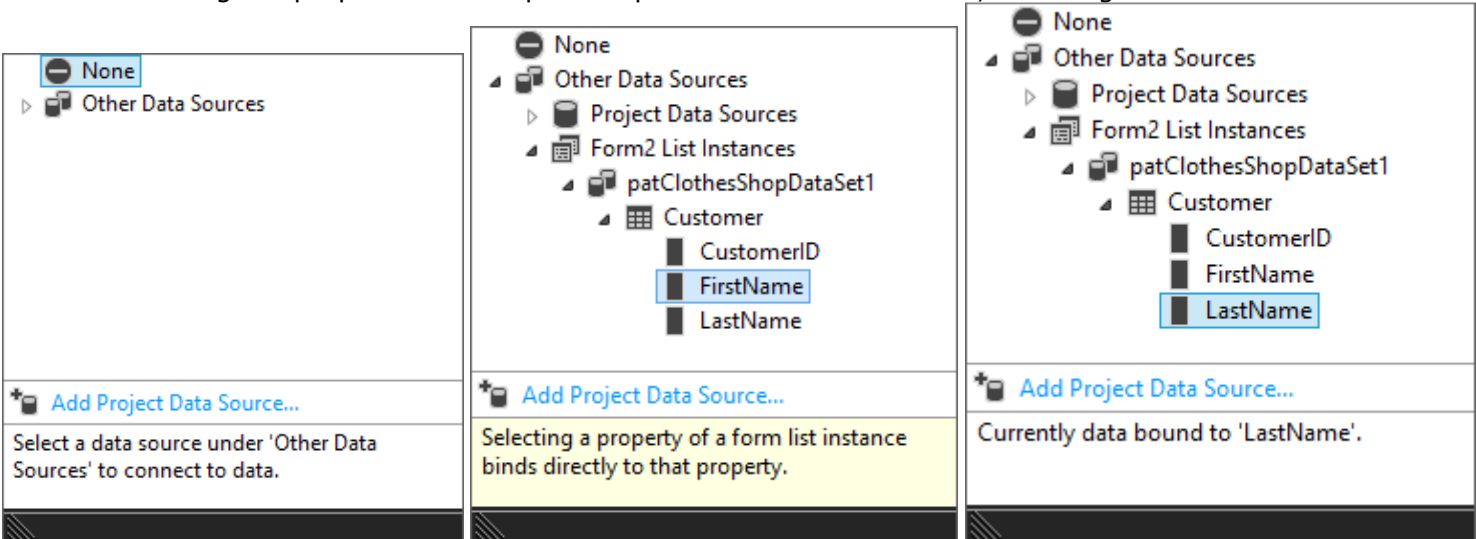 None
Other Data Sources
Add Project Data Source...
Select a data source under 'Other Data
Sources' to connect to data.
None
Other Data Sources
Project Data Sources
Form2 List Instances
patClothesShopDataSet1
Customer
CustomerID
FirstName
LastName
Add Project Data Source...
Selecting a property of a form list instance
binds directly to that property.
None
Other Data Sources
Project Data Sources
Form2 List Instances
patClothesShopDataSet1
Customer
CustomerID
FirstName
LastName
Add Project Data Source...
Currently data bound to 'LastName'.